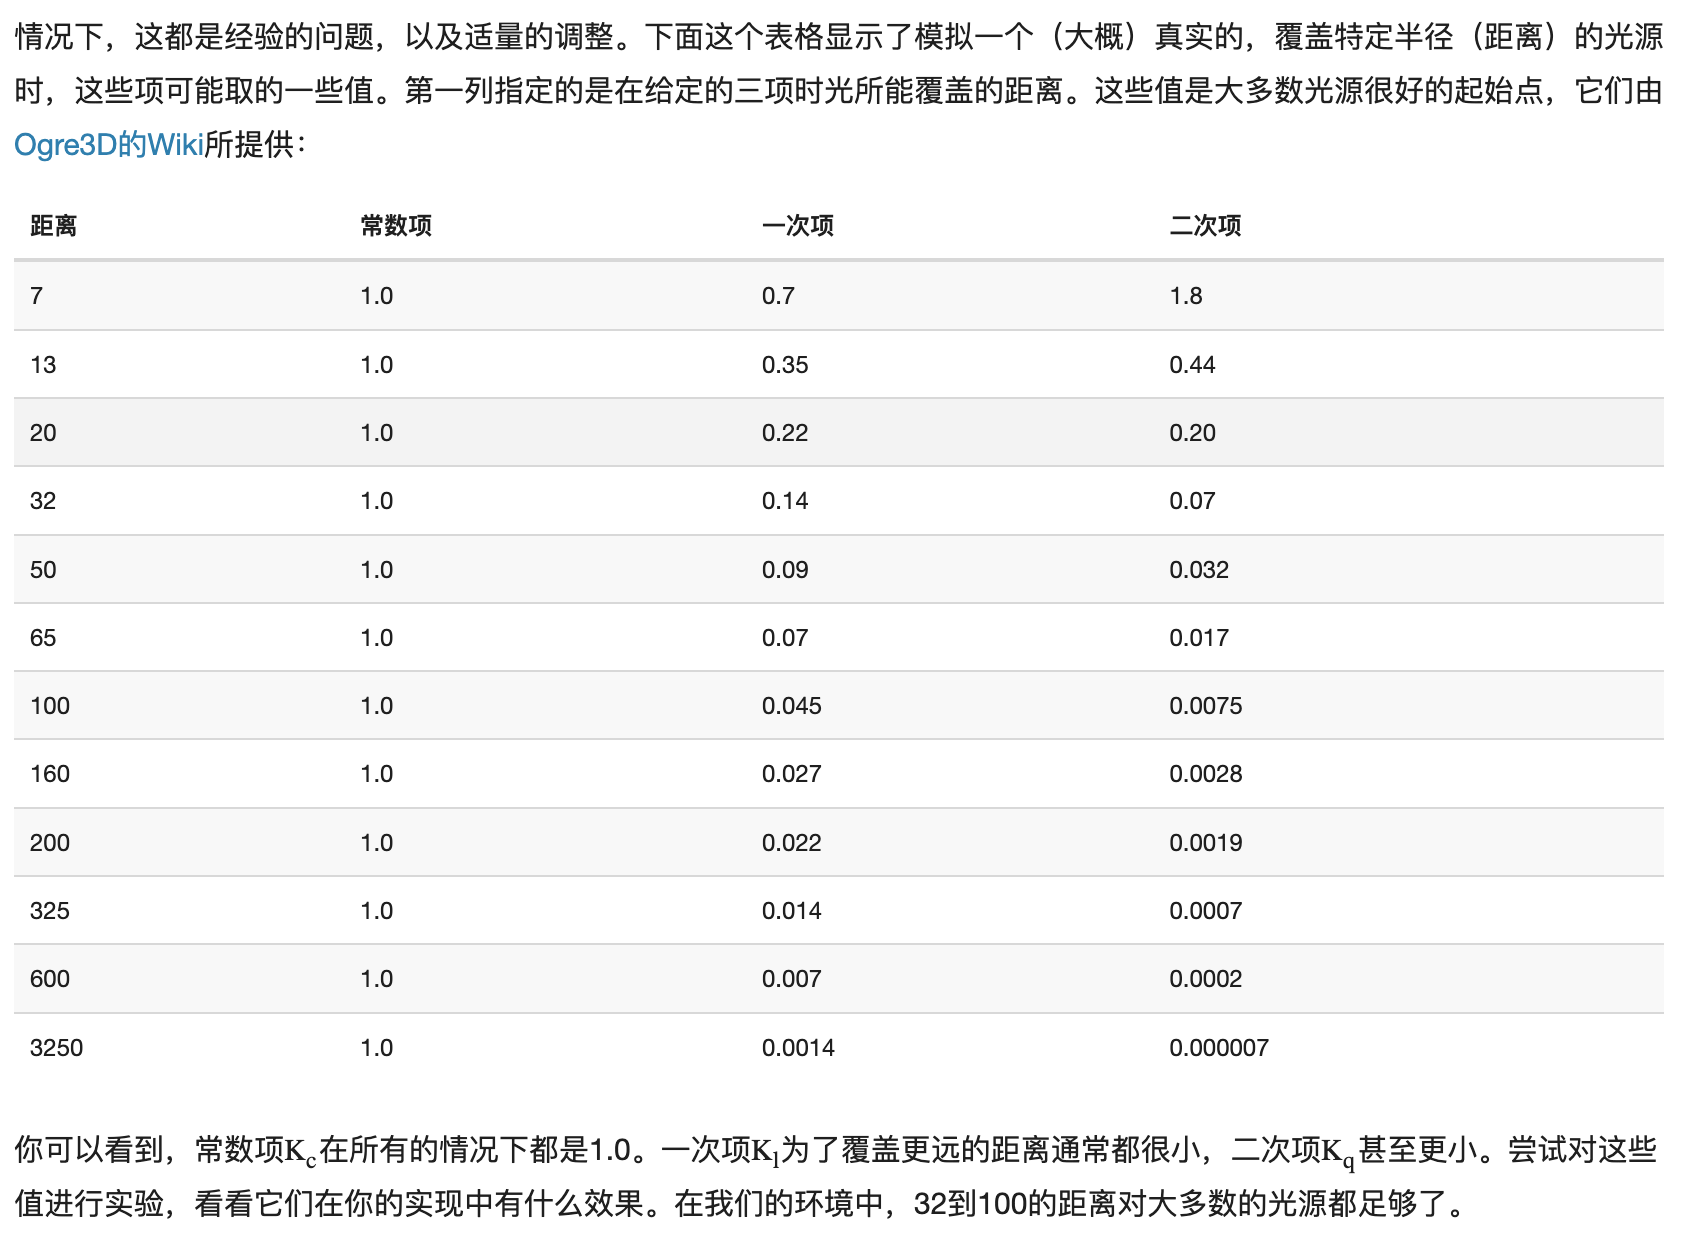 情况下，这都是经验的问题，以及适量的调整。下面这个表格显示了模拟一个（大概）真实的，覆盖特定半径（距离）的光源
时，这些项可能取的一些值。第一列指定的是在给定的三项时光所能覆盖的距离。这些值是大多数光源很好的起始点，它们由
Ogre3D的Wiki所提供：
距离 常数项 一次项 二次项
7 1.0 0.7 1.8
13 1.0 0.35 0.44
20 1.0 0.22 0.20
32 1.0 0.14 0.07
50 1.0 0.09 0.032
65 1.0 0.07 0.017
100 1.0 0.045 0.0075
160 1.0 0.027 0.0028
200 1.0 0.022 0.0019
325 1.0 0.014 0.0007
600 1.0 0.007 0.0002
3250 1.0 0.0014 0.000007
你可以看到，常数项Kc在所有的情况下都是1.0。一次项Kl为了覆盖更远的距离通常都很小，二次项Kq甚至更小。尝试对这些
值进行实验，看看它们在你的实现中有什么效果。在我们的环境中，32到100的距离对大多数的光源都足够了。